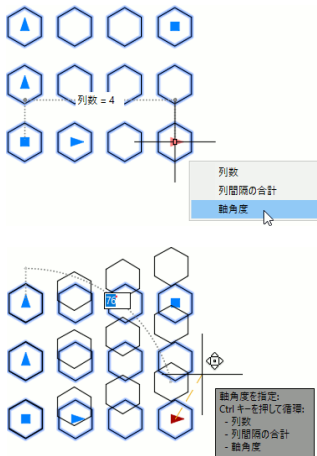 列数 = 4
列数
列間隔の合計
軸角度
76
軸角度を指定:
Ctrl キーを押して循環:
- 列数
- 列間隔の合計
- 軸角度